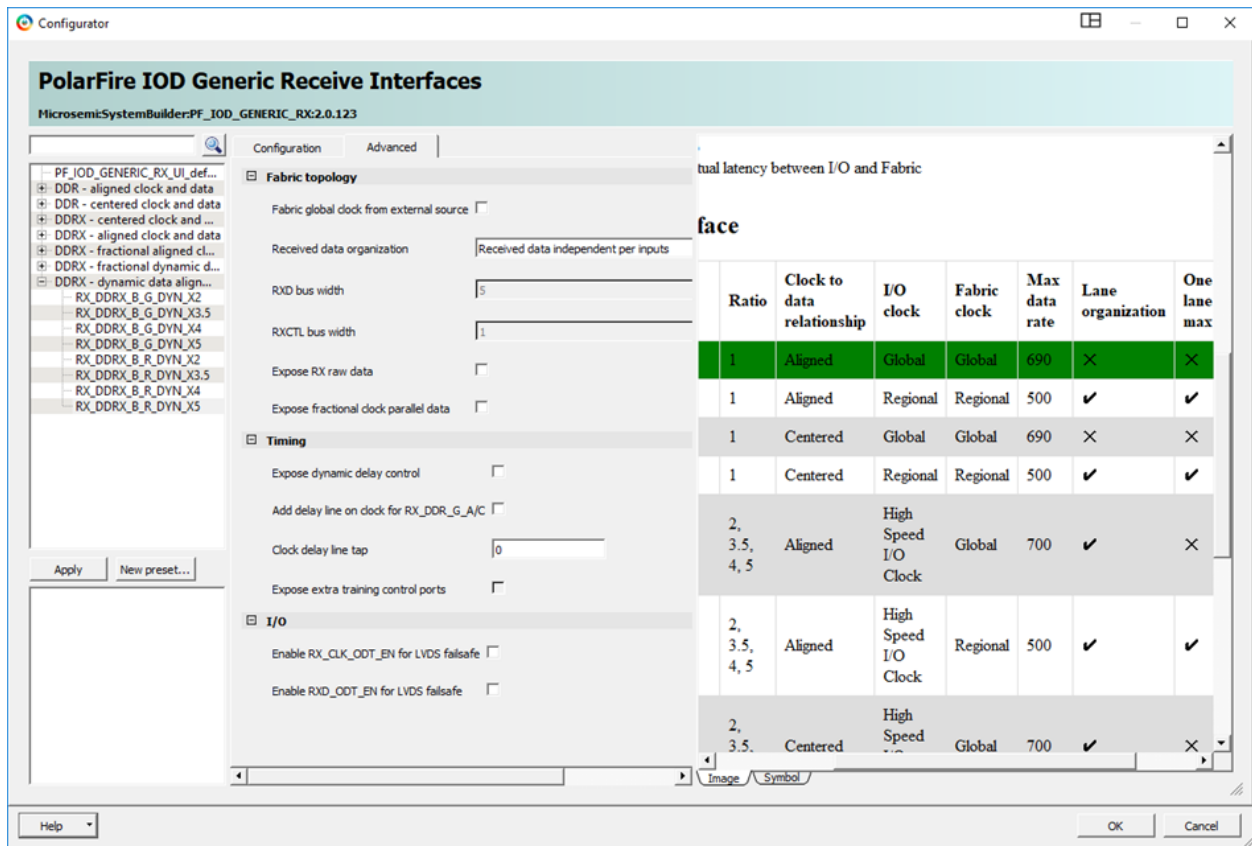 Configurator
PolarFire IOD Generic Receive Interfaces
Microsemi:SystemBuilder:PF_IOD_GENERIC_RX:2.0.123
PF_IOD_GENERIC_RX_UI_def...
DDR - aligned clock and data
DDR - centered clock and data
DDRX - centered clock and ...
DDRX - aligned clock and data
DDRX - fractional aligned cl...
DDRX - fractional dynamic d...
DDRX - dynamic data align...
RX_DDRX_B_G_DYN_X2
RX_DDRX_B_G_DYN_X3.5
RX_DDRX_B_G_DYN_X4
RX_DDRX_B_G_DYN_X5
RX_DDRX_B_R_DYN_X2
RX_DDRX_B_R_DYN_X3.5
RX_DDRX_B_R_DYN_X4
RX_DDRX_B_R_DYN_X5
Apply New preset...
Configuration Advanced
Fabric topology
Fabric global clock from external source
Received data organization Received data independent per inputs
RXD bus width 5
RXCTL bus width 1
Expose RX raw data
Expose fractional clock parallel data
Timing
Expose dynamic delay control
Add delay line on clock for RX_DDR_G_A/C
Clock delay line tap 0
Expose extra training control ports
I/O
Enable RX_CLK_ODT_EN for LVDS failsafe
Enable RXD_ODT_EN for LVDS failsafe
tual latency between I/O and Fabric
face
Ratio Clock to data relationship I/O clock Fabric clock Max data rate Lane organization One lane max
1 Aligned Global Global 690 ✕ ✕
1 Aligned Regional Regional 500 ✔ ✔
1 Centered Global Global 690 ✕ ✕
1 Centered Regional Regional 500 ✔ ✔
2, 3.5, 4, 5 Aligned High Speed I/O Clock Global 700 ✔ ✕
2, 3.5, 4, 5 Aligned High Speed I/O Clock Regional 500 ✔ ✔
2, 3.5, Centered High Speed Global 700 ✔ ✕
Image Symbol
Help OK Cancel